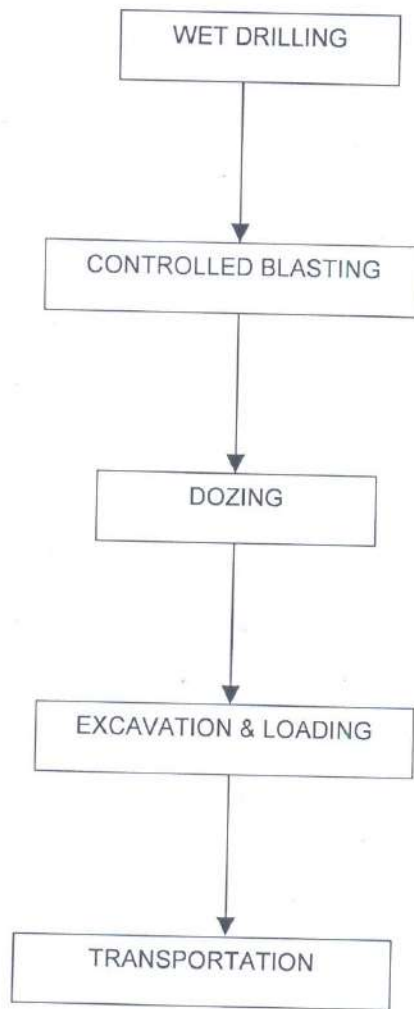 WET DRILLING
CONTROLLED BLASTING
DOZING
EXCAVATION & LOADING
TRANSPORTATION